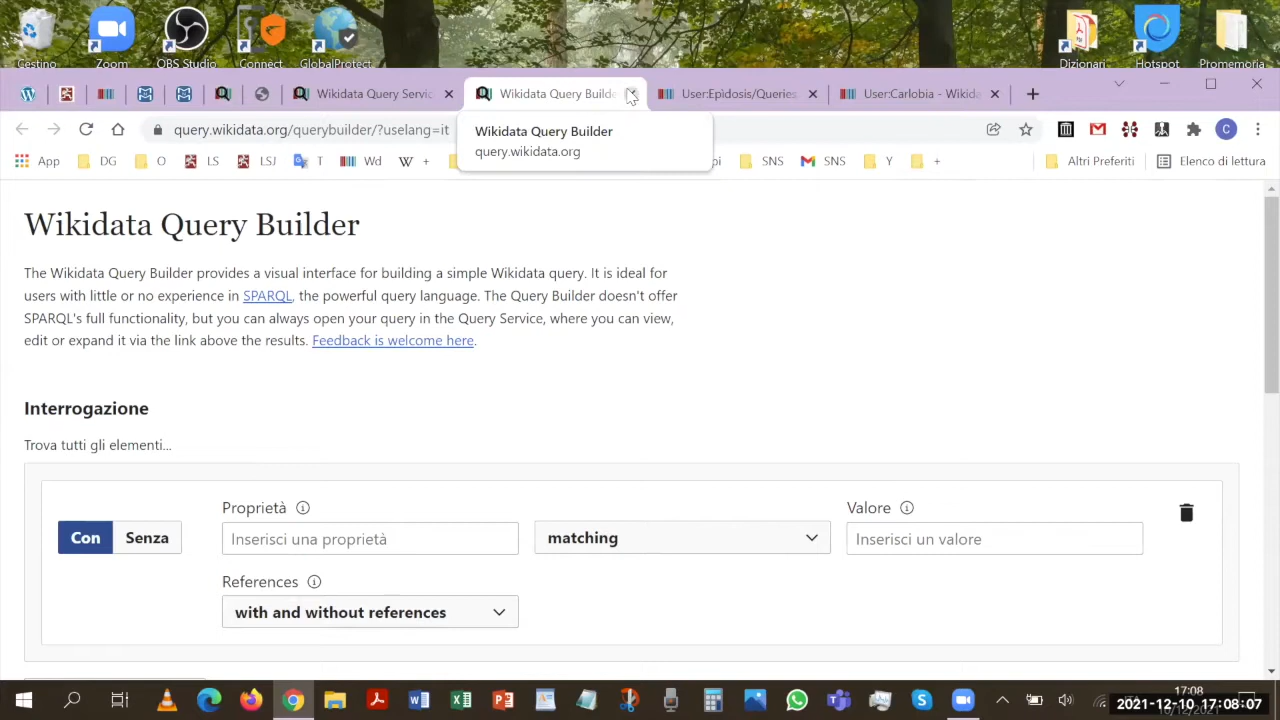 Cestino
Zoom
OBS Studio
Connect
GlobalProtect
Dizionari
Hotspot
Promemoria
Wikidata Query Servic
Wikidata Query Builde
User:Epìdosis/Queries
User:Carlobia - Wikida
query.wikidata.org/querybuilder/?uselang=it
Wikidata Query Builder
query.wikidata.org
App
DG
O
LS
LSJ
T
Wd
+
SNS
SNS
Y
+
Altri Preferiti
Elenco di lettura
Wikidata Query Builder
The Wikidata Query Builder provides a visual interface for building a simple Wikidata query. It is ideal for
users with little or no experience in SPARQL, the powerful query language. The Query Builder doesn't offer
SPARQL's full functionality, but you can always open your query in the Query Service, where you can view,
edit or expand it via the link above the results. Feedback is welcome here.
Interrogazione
Trova tutti gli elementi...
Proprietà
Valore
Con
Senza
Inserisci una proprietà
matching
Inserisci un valore
References
with and without references
17:08
2021-12-10 17:08:07